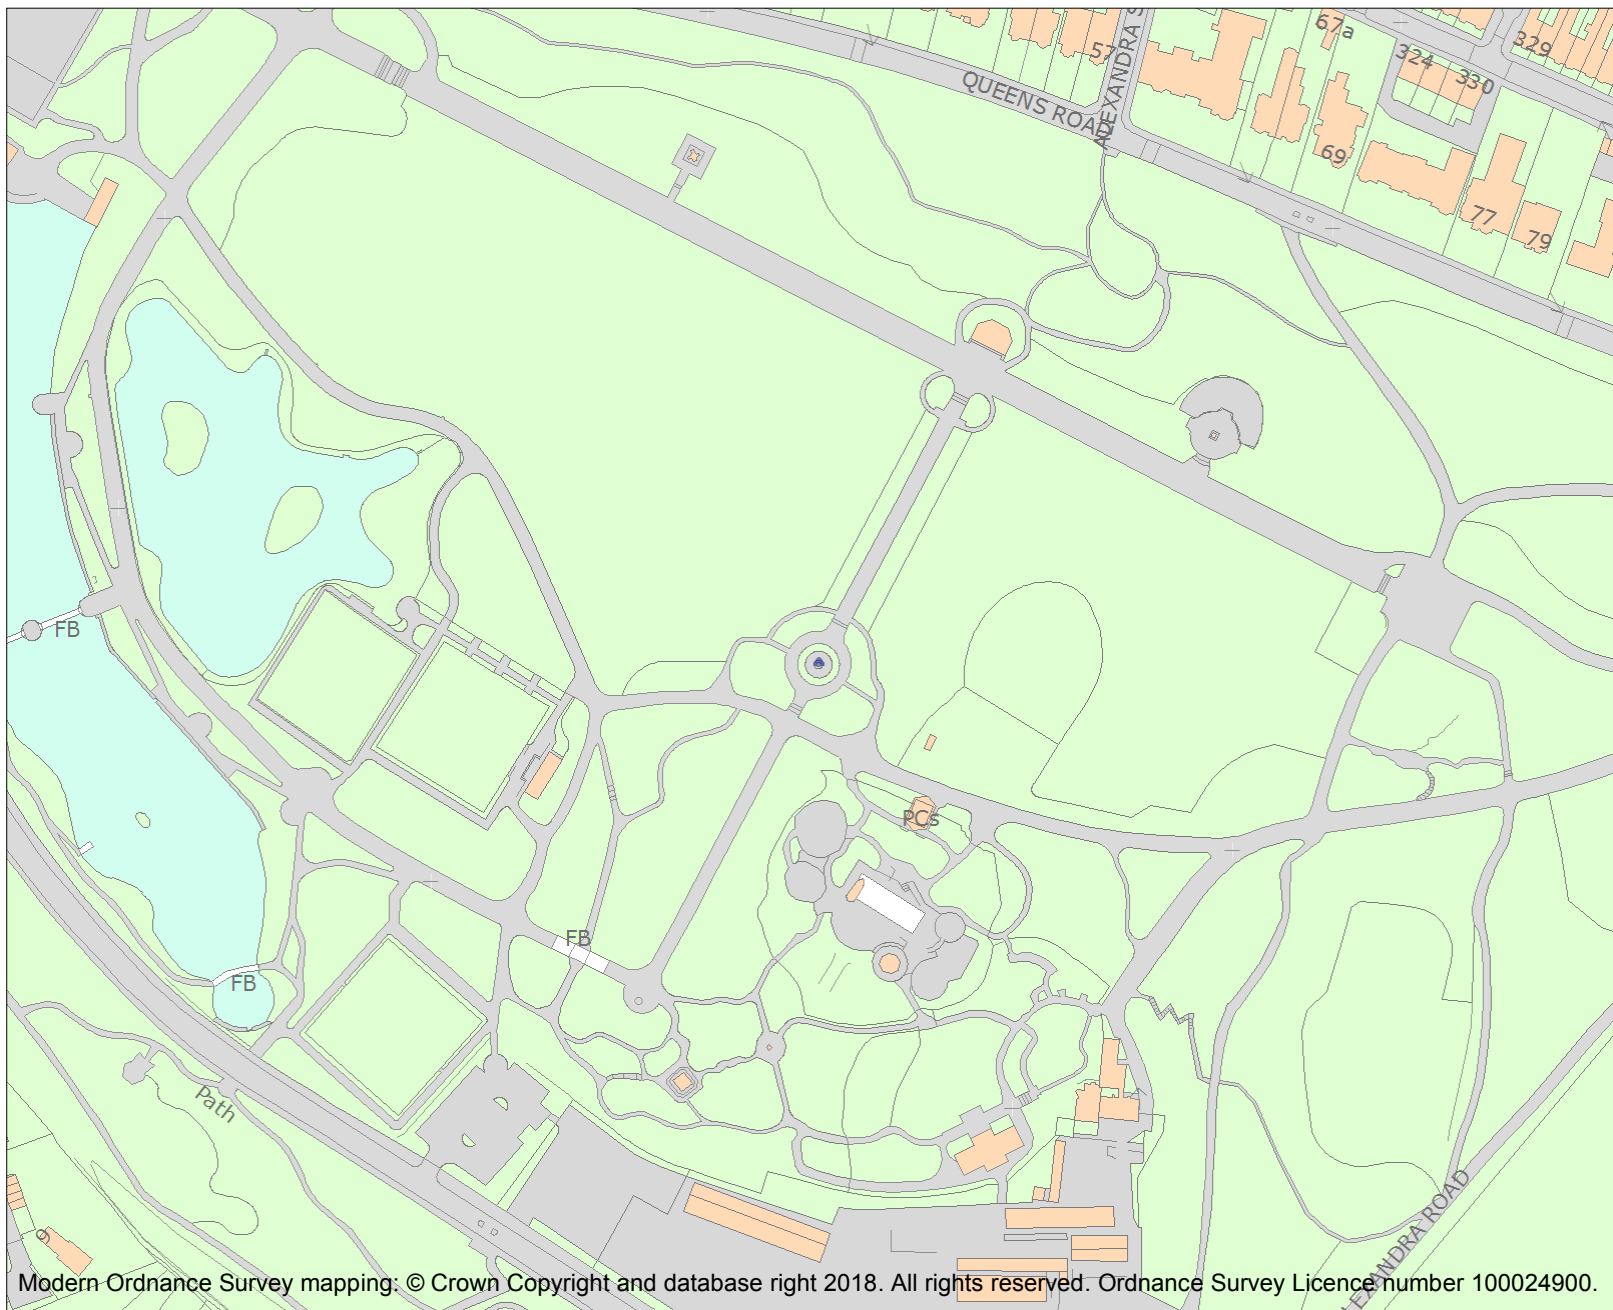 57
ALEXANDRA S
67a
329
324
330
QUEENS ROAD
69
77
79
FB
PCs
FB
FB
Path
9
ALEXANDRA ROAD
Modern Ordnance Survey mapping: © Crown Copyright and database right 2018. All rights reserved. Ordnance Survey Licence number 100024900.